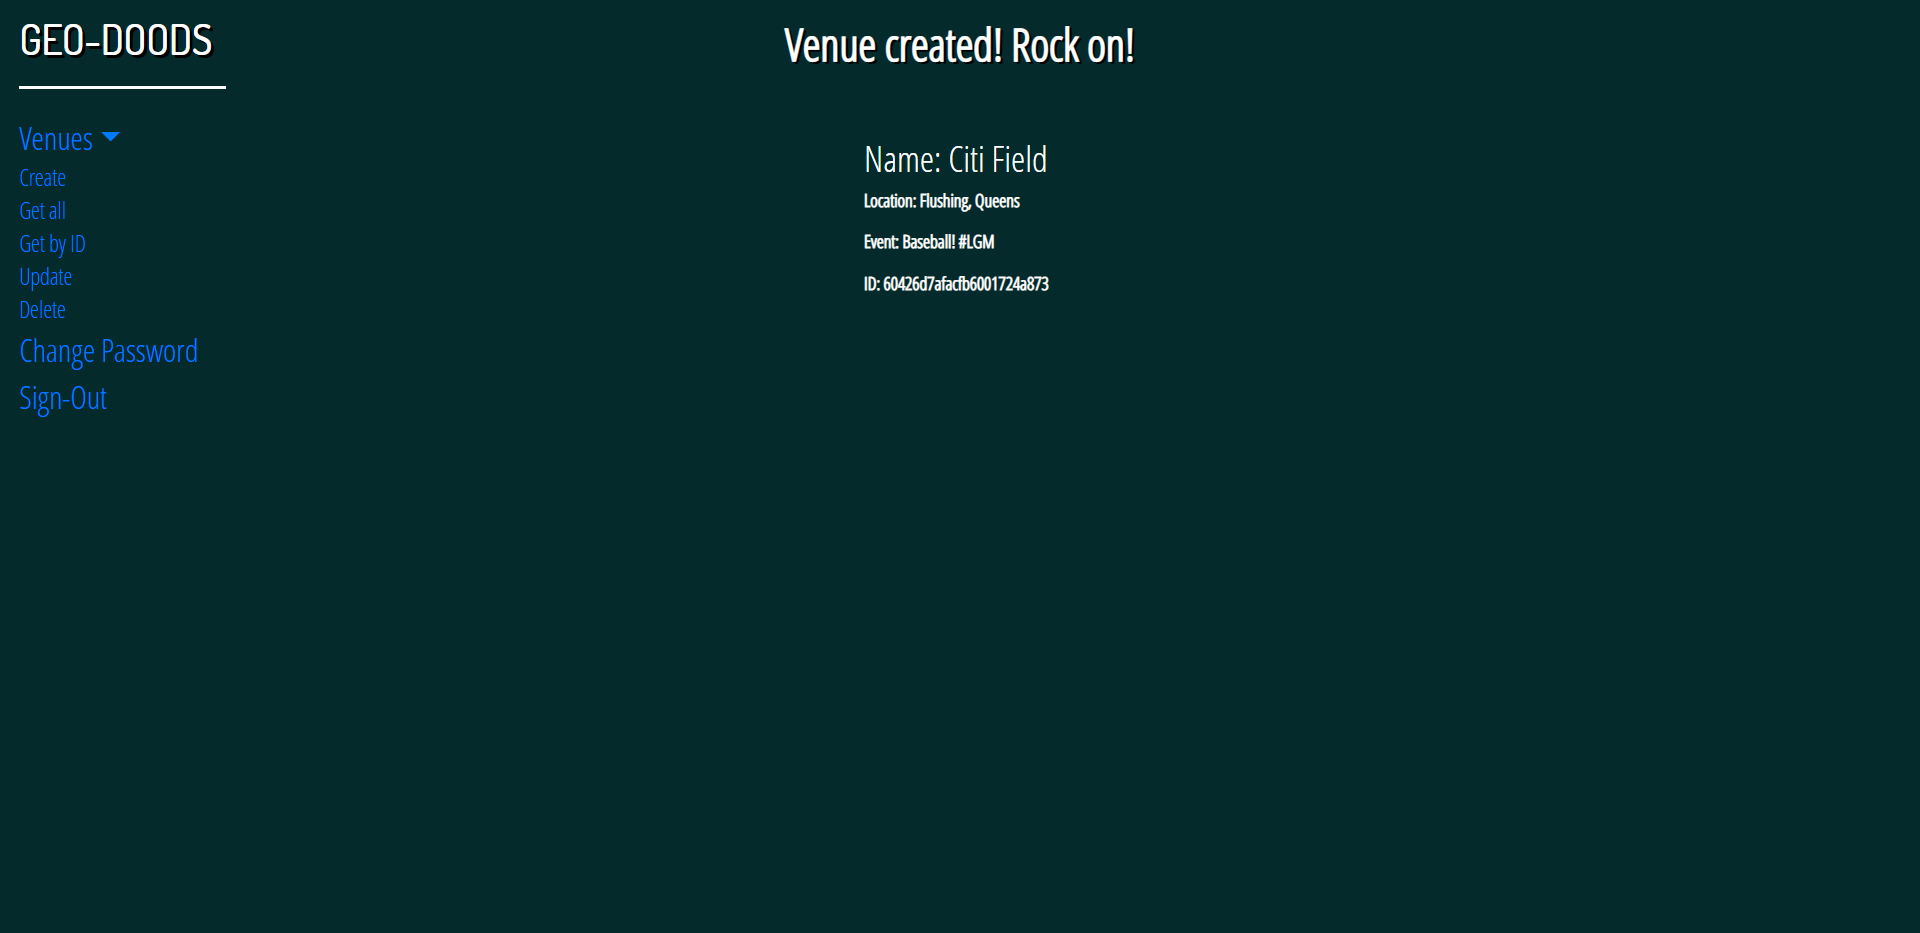 GEO-DOODS
Venue created! Rock on!
Venues
Create
Get all
Get by ID
Update
Delete
Change Password
Sign-Out
Name: Citi Field
Location: Flushing, Queens
Event: Baseball! #LGM
ID: 60426d7afacfb6001724a873